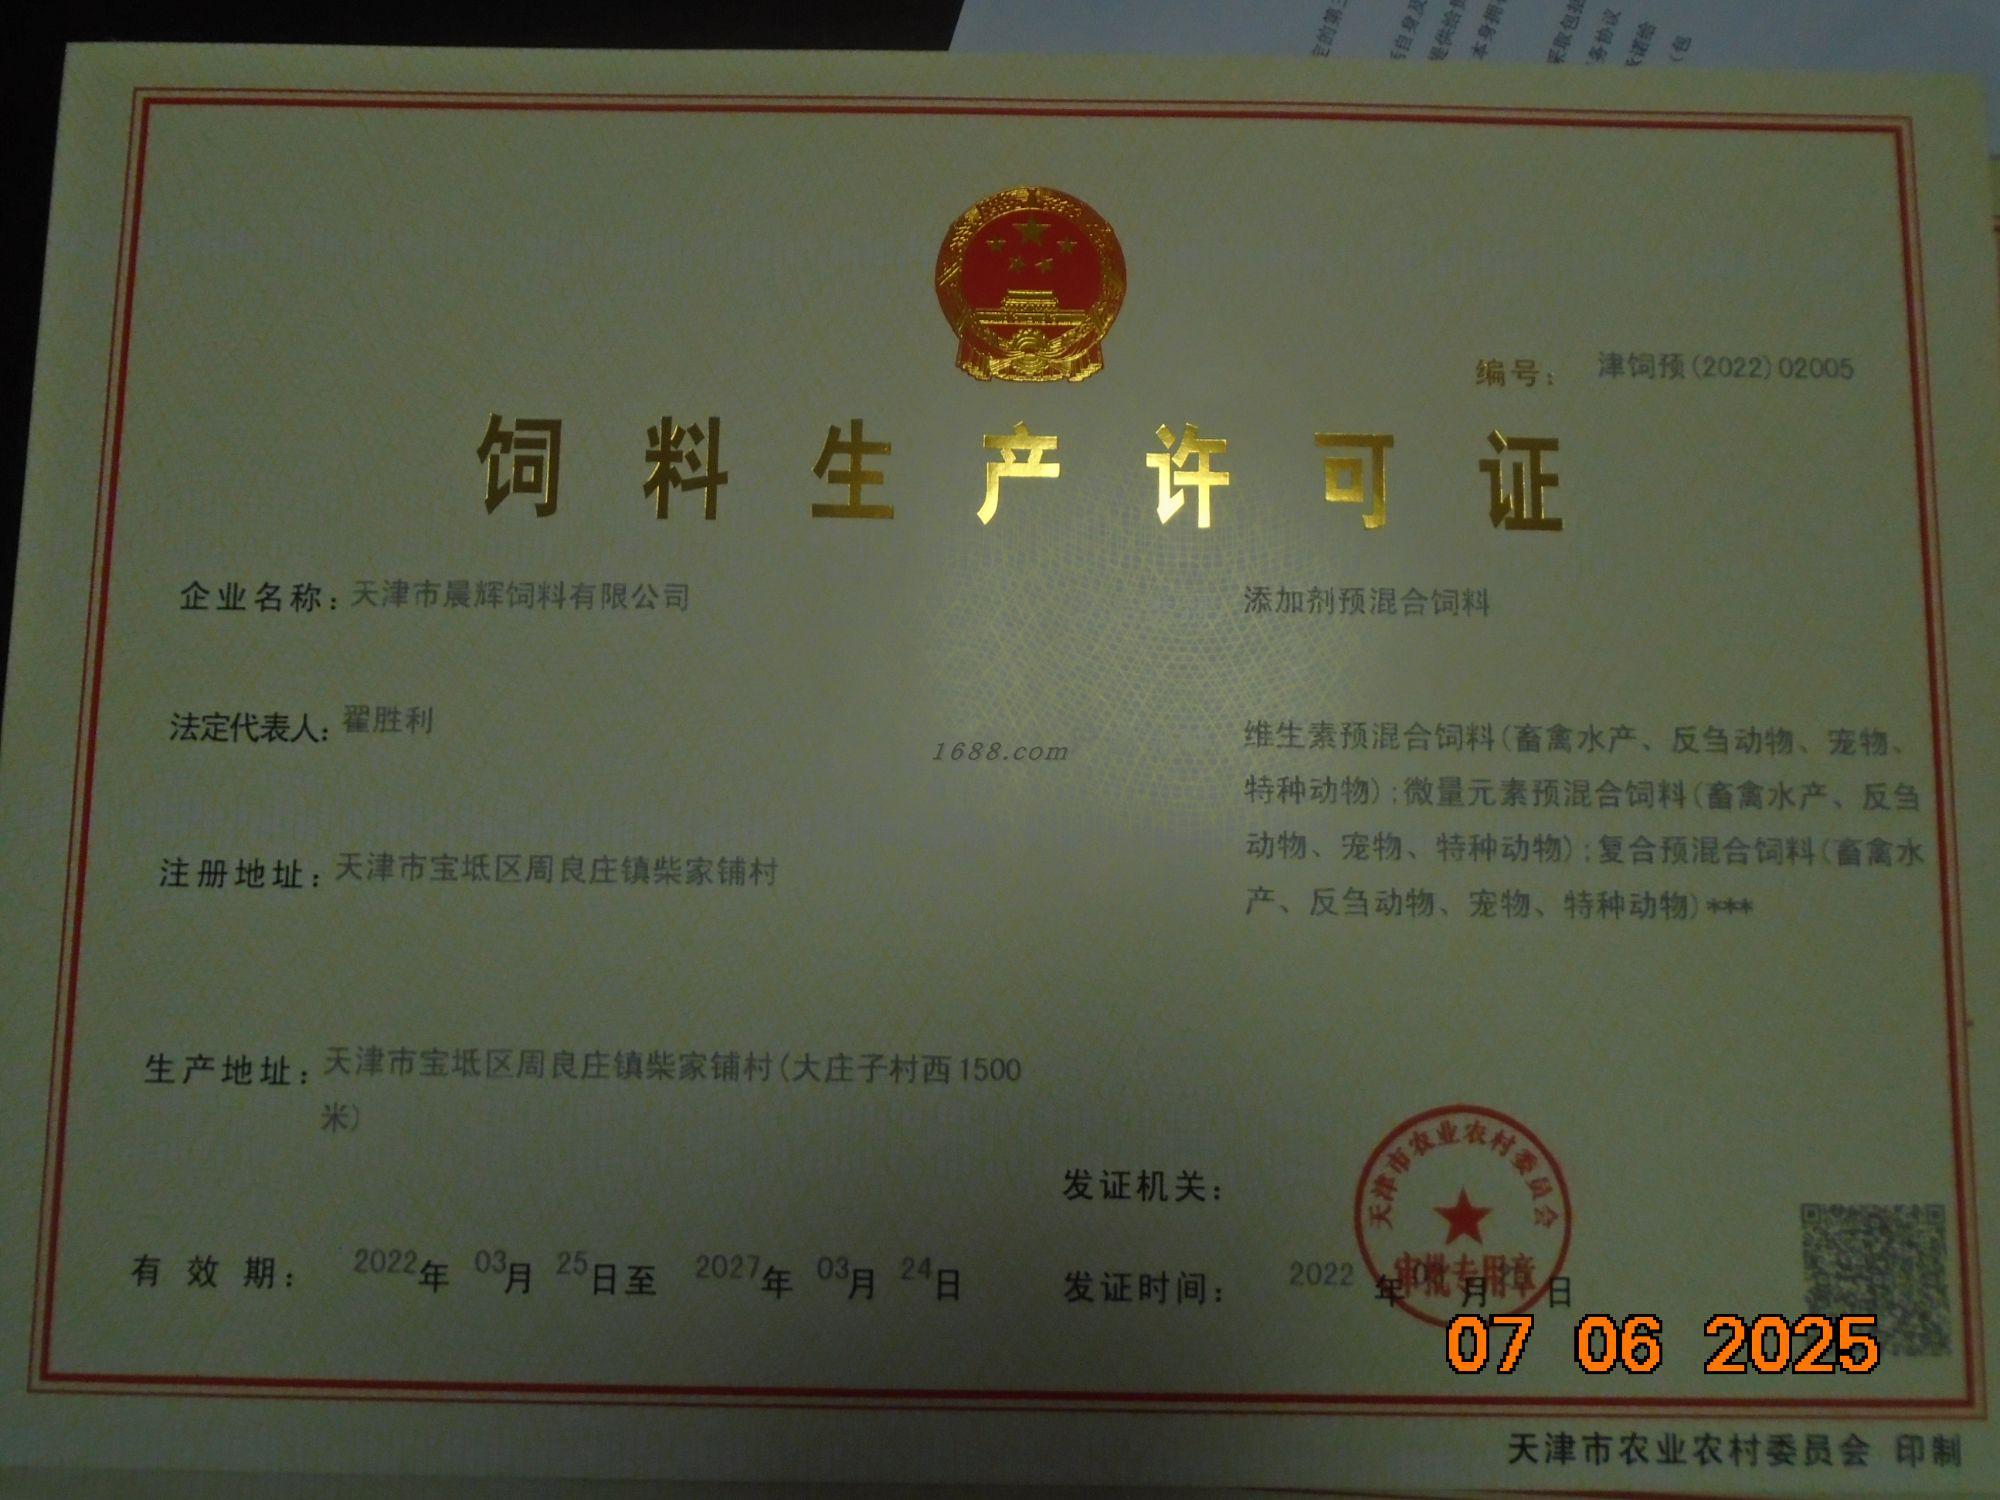 编号： 津饲预(2022)02005
饲料生产许可证
企业名称：天津市晨辉饲料有限公司
添加剂预混合饲料
法定代表人：翟胜利
维生素预混合饲料(畜禽水产、反刍动物、宠物、
特种动物);微量元素预混合饲料(畜禽水产、反刍
动物、宠物、特种动物);复合预混合饲料(畜禽水
产、反刍动物、宠物、特种动物)***
1688.com
注册地址：天津市宝坻区周良庄镇柴家铺村
生产地址：天津市宝坻区周良庄镇柴家铺村(大庄子村西1500
米)
发证机关：
天津市农业农村委员会
审批专用章
有效期： 2022年 03月 25日至 2027年 03月 24日
发证时间： 2022 年 月 日
07 06 2025
天津市农业农村委员会 印制